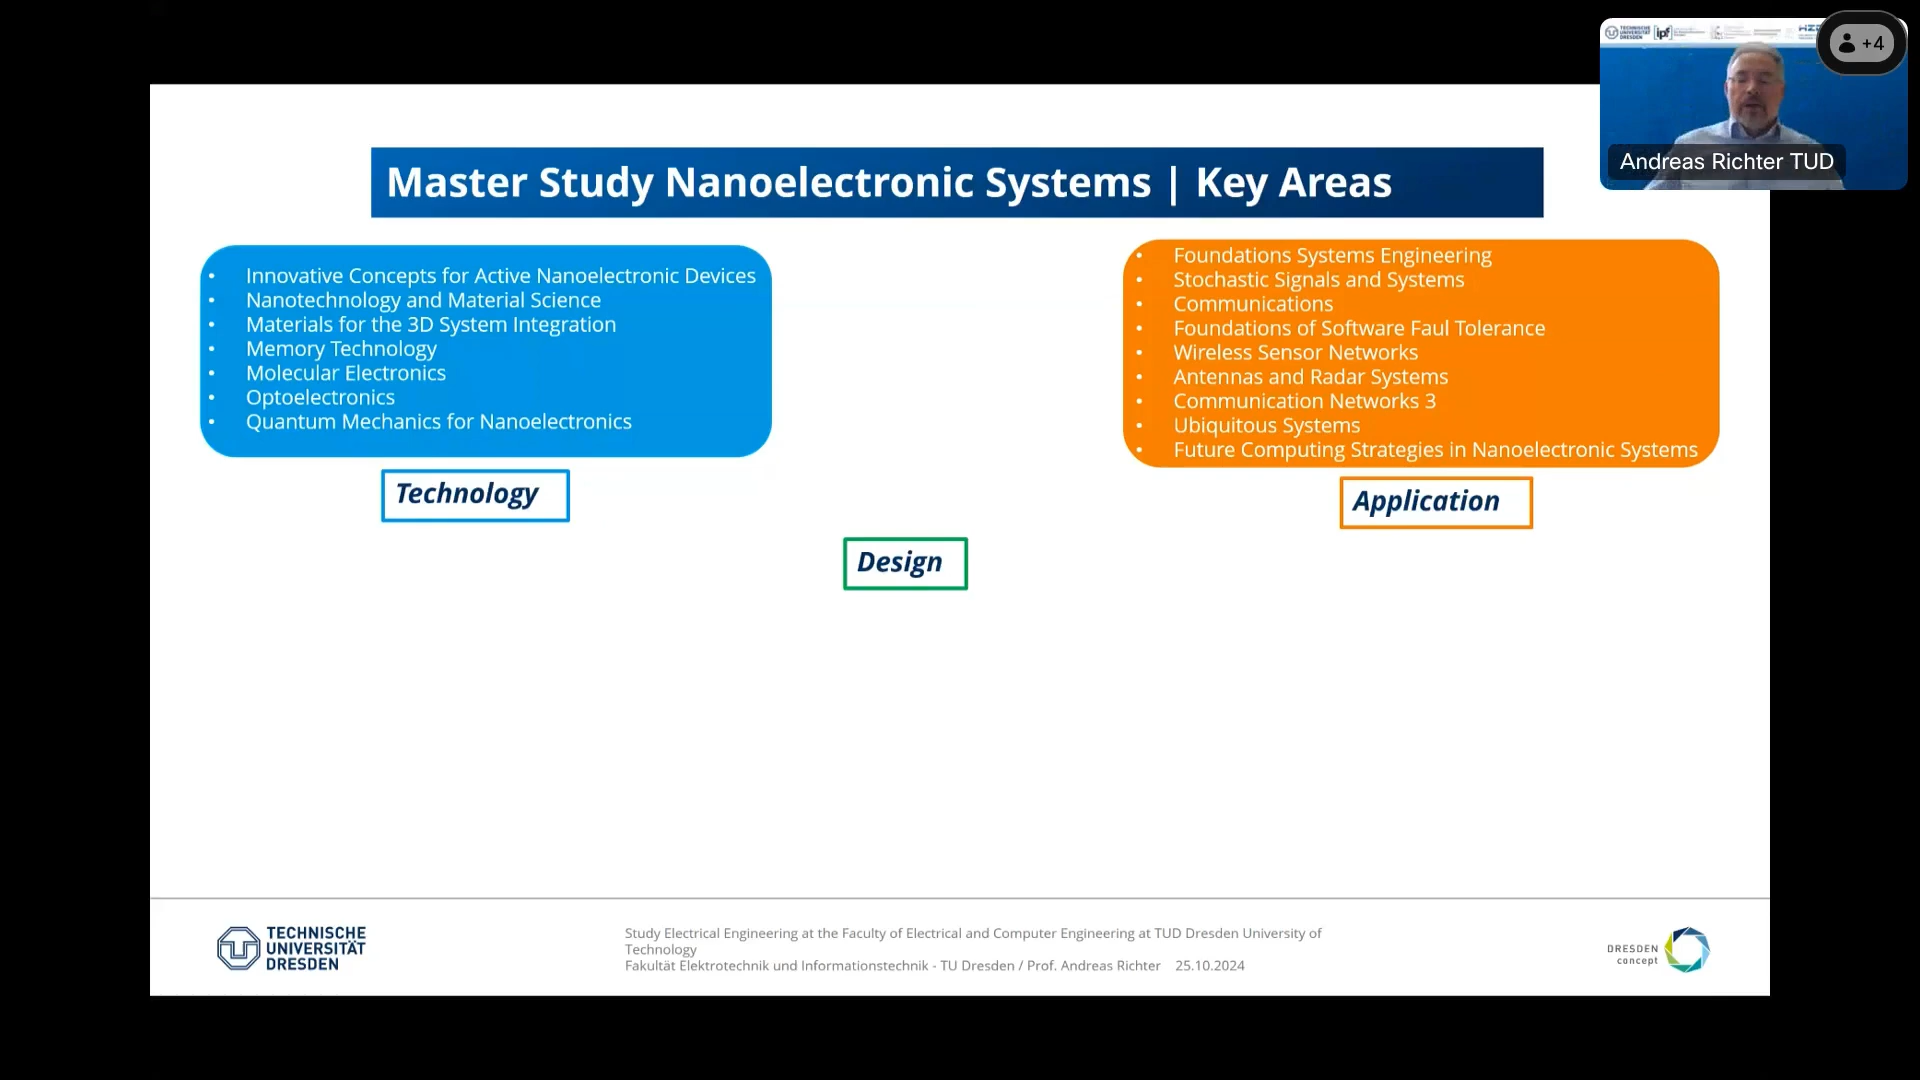 TECHNISCHE
UNIVERSITÄT
DRESDEN
ipf
+4
Andreas Richter TUD
Master Study Nanoelectronic Systems | Key Areas
• Innovative Concepts for Active Nanoelectronic Devices
• Nanotechnology and Material Science
• Materials for the 3D System Integration
• Memory Technology
• Molecular Electronics
• Optoelectronics
• Quantum Mechanics for Nanoelectronics
Technology
• Foundations Systems Engineering
• Stochastic Signals and Systems
• Communications
• Foundations of Software Faul Tolerance
• Wireless Sensor Networks
• Antennas and Radar Systems
• Communication Networks 3
• Ubiquitous Systems
• Future Computing Strategies in Nanoelectronic Systems
Application
Design
TECHNISCHE
UNIVERSITÄT
DRESDEN
Study Electrical Engineering at the Faculty of Electrical and Computer Engineering at TUD Dresden University of
Technology
Fakultät Elektrotechnik und Informationstechnik - TU Dresden / Prof. Andreas Richter 25.10.2024
DRESDEN
concept